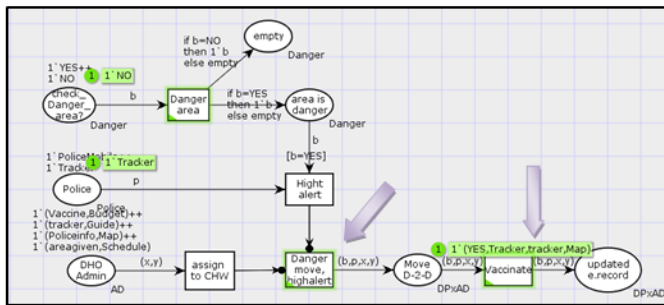 empty
Danger
if b=NO
then 1`b
else empty
1`YES++
1`NO
1 1`NO
check_
Danger_
area?
Danger
b
Danger
area
if b=YES
then 1`b
else empty
area is
danger
Danger
b
[b=YES]
1`Tracker
1 1`Tracker
Police
Police
p
Hight
alert
1`(Vaccine,Budget)++
1`(tracker,Guide)++
1`(Policeinfo,Map)++
1`(areagiven,Schedule)
DHO
Admin
AD
(x,y)
assign
to CHW
Danger
move,
highalert
(b,p,x,y)
Move
D-2-D
DPxAD
1 1`(YES,Tracker,tracker,Map)
(b,p,x,y)
Vaccinate
(b,p,x,y)
updated
e.record
DPxAD